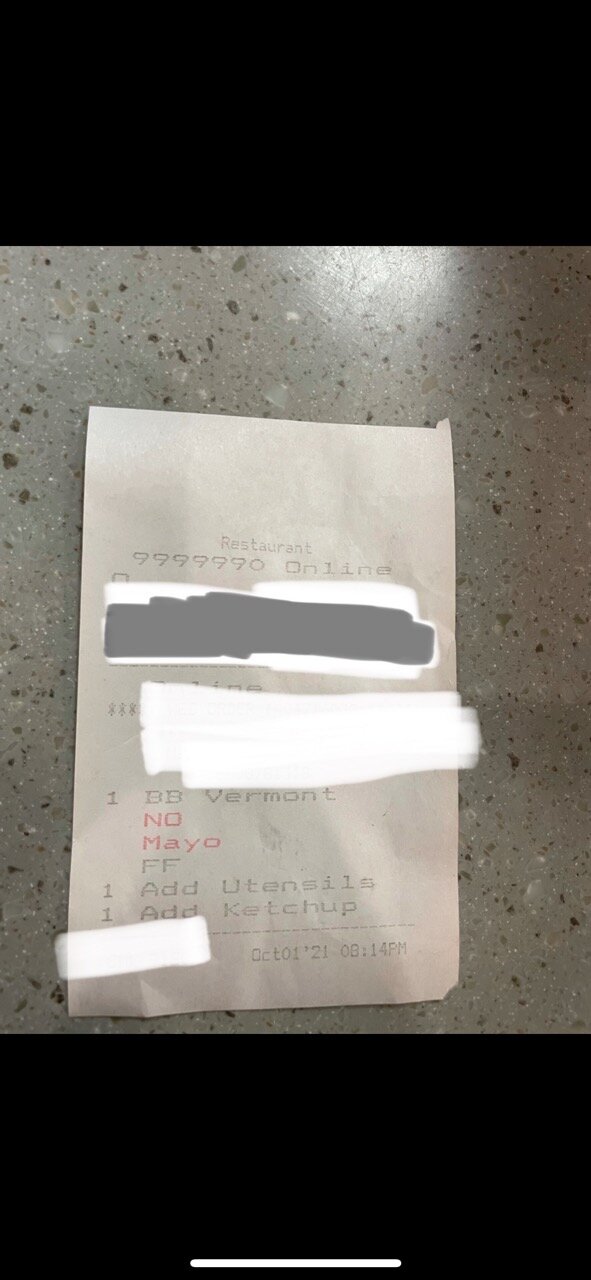 Restaurant
9999990 Online
Online
***
1 BB Vermont
NO
Mayo
FF
1 Add Utensils
1 Add Ketchup
Oct01'21 08:14PM